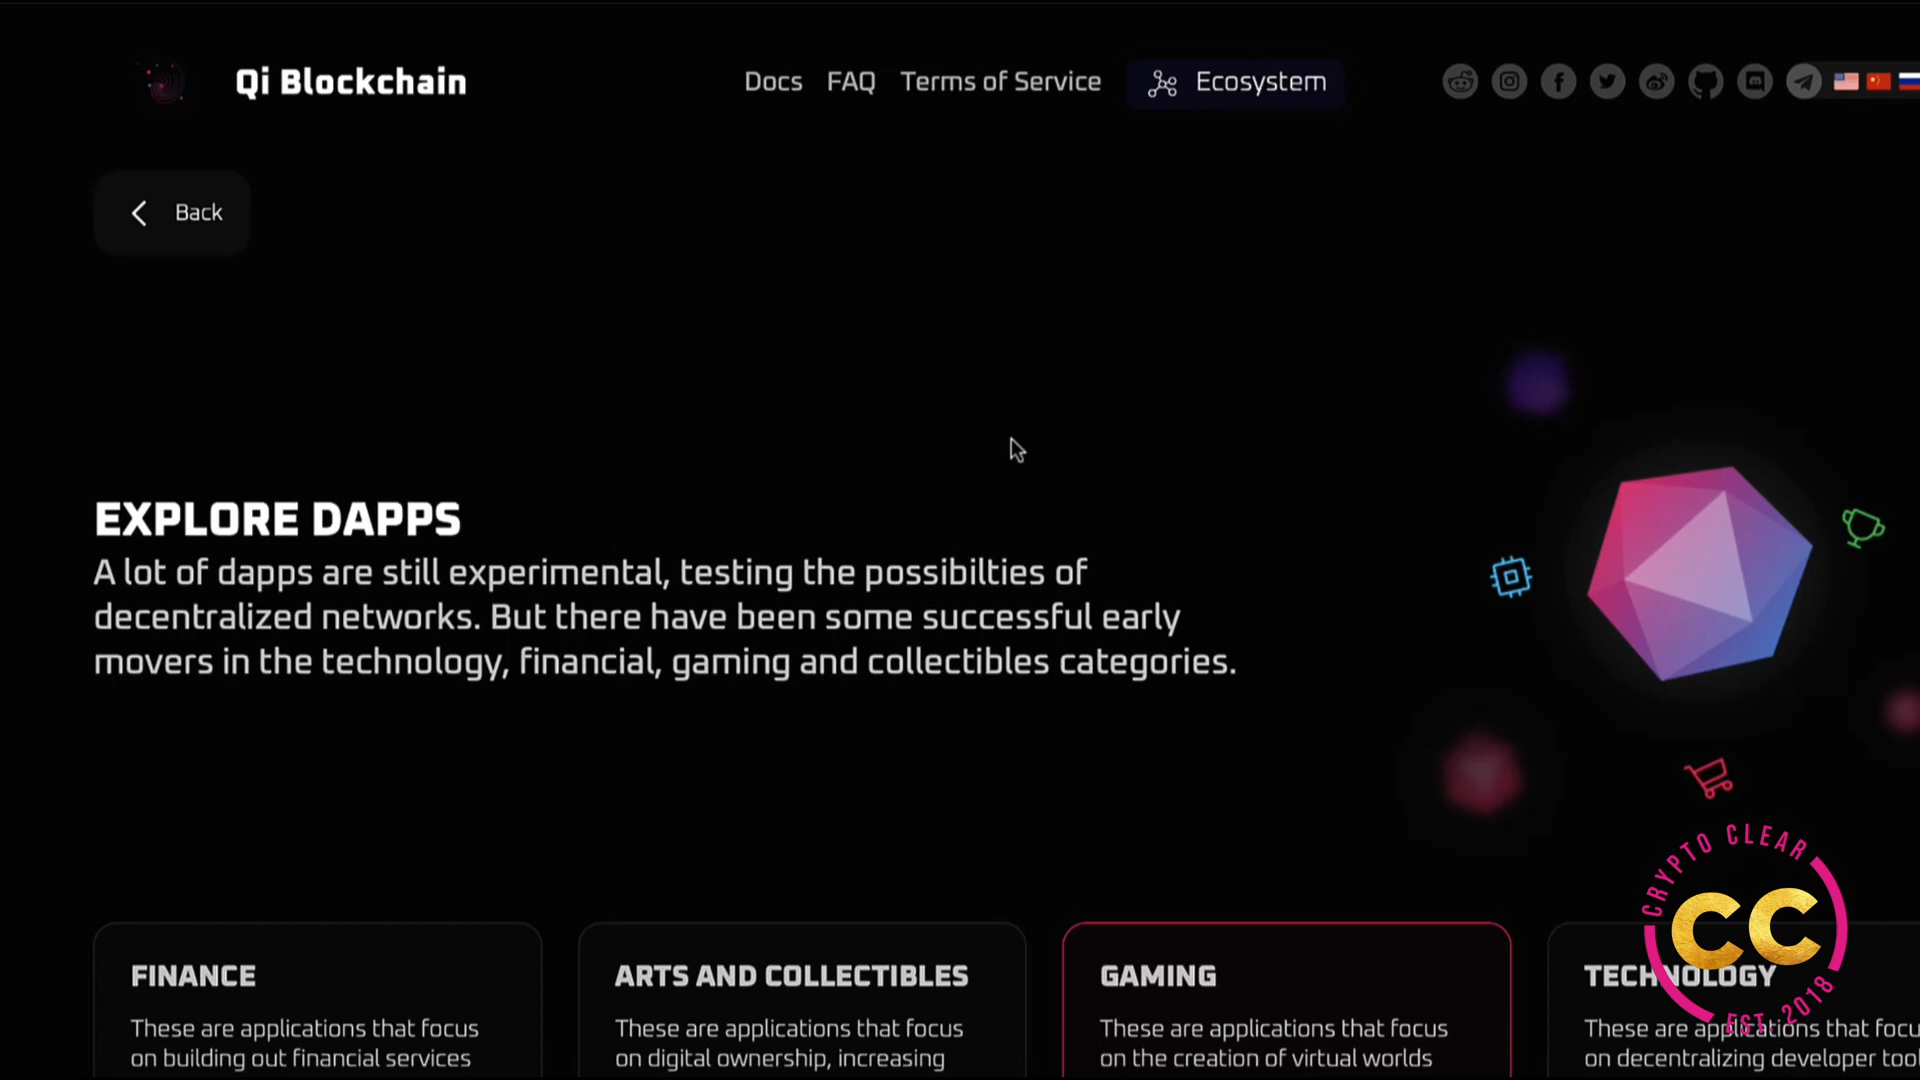 Qi Blockchain
Docs FAQ Terms of Service Ecosystem
Back
EXPLORE DAPPS
A lot of dapps are still experimental, testing the possibilties of
decentralized networks. But there have been some successful early
movers in the technology, financial, gaming and collectibles categories.
FINANCE
These are applications that focus
on building out financial services
ARTS AND COLLECTIBLES
These are applications that focus
on digital ownership, increasing
GAMING
These are applications that focus
on the creation of virtual worlds
TECHNOLOGY
These are applications that focu
on decentralizing developer tool
CRYPTO CLEAR
CC
EST. 2018